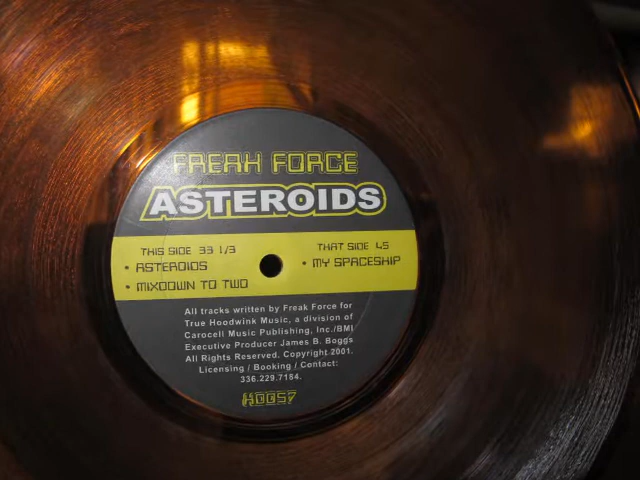 FREAK FORCE
ASTEROIDS
THIS SIDE 33 1/3
• ASTEROIDS
• MIXDOWN TO TWO
THAT SIDE 45
• MY SPACESHIP
All tracks written by Freak Force for
True Hoodwink Music, a division of
Carocell Music Publishing, Inc./BMI
Executive Producer James B. Boggs
All Rights Reserved. Copyright 2001.
Licensing / Booking / Contact:
336.229.7184.
H0057